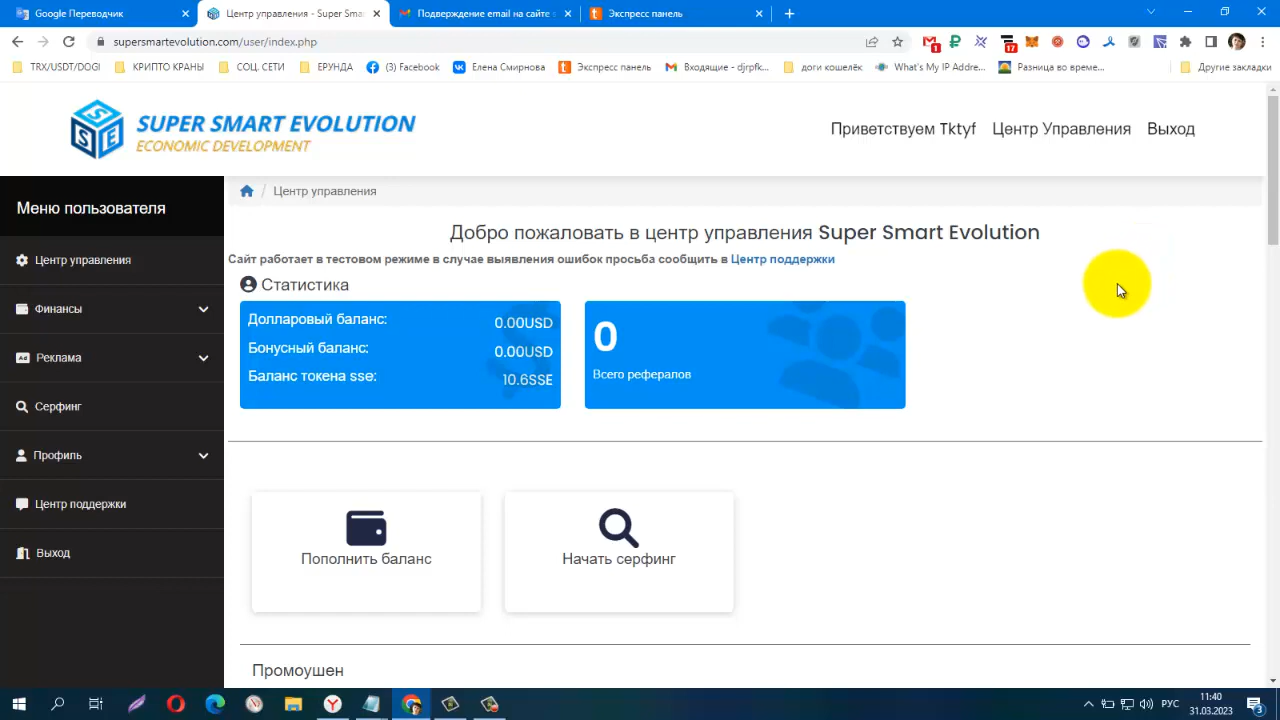 Google Переводчик
Центр управления - Super Smar
Подтверждение email на сайте
Экспресс панель
supersmartevolution.com/user/index.php
1
17
TRX/USDT/DOGI
КРИПТО КРАНЫ
СОЦ. СЕТИ
ЕРУНДА
(3) Facebook
Елена Смирнова
Экспресс панель
Входящие - djrpfk...
доги кошелёк
What's My IP Addre...
Разница во време...
Другие закладки
SSE
SUPER SMART EVOLUTION
ECONOMIC DEVELOPMENT
Приветствуем Tktyf
Центр Управления
Выход
Меню пользователя
Центр управления
Финансы
Реклама
Серфинг
Профиль
Центр поддержки
Выход
/ Центр управления
Добро пожаловать в центр управления Super Smart Evolution
Сайт работает в тестовом режиме в случае выявления ошибок просьба сообщить в Центр поддержки
Статистика
Долларовый баланс: 0.00USD
Бонусный баланс: 0.00USD
Баланс токена sse: 10.6SSE
0
Всего рефералов
Пополнить баланс
Начать серфинг
Промоушен
РУС
11:40
31.03.2023
3